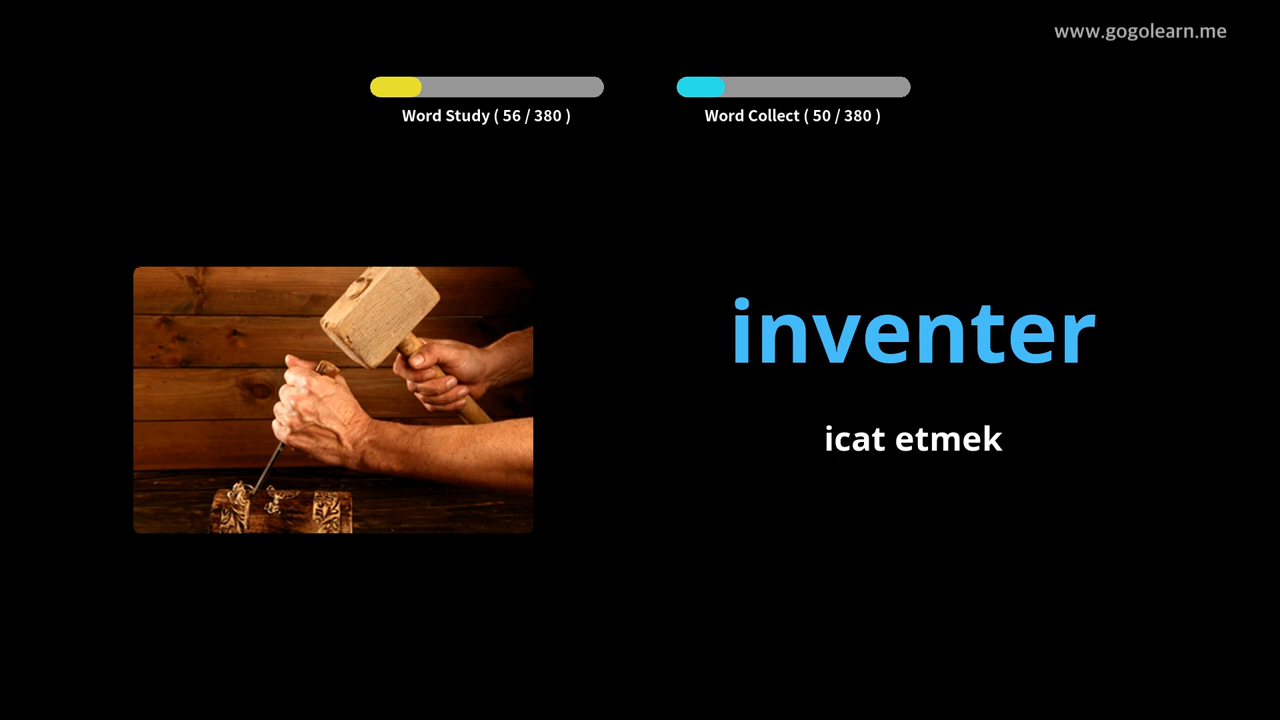 www.gogolearn.me
Word Study ( 56 / 380 )
Word Collect ( 50 / 380 )
inventer
icat etmek